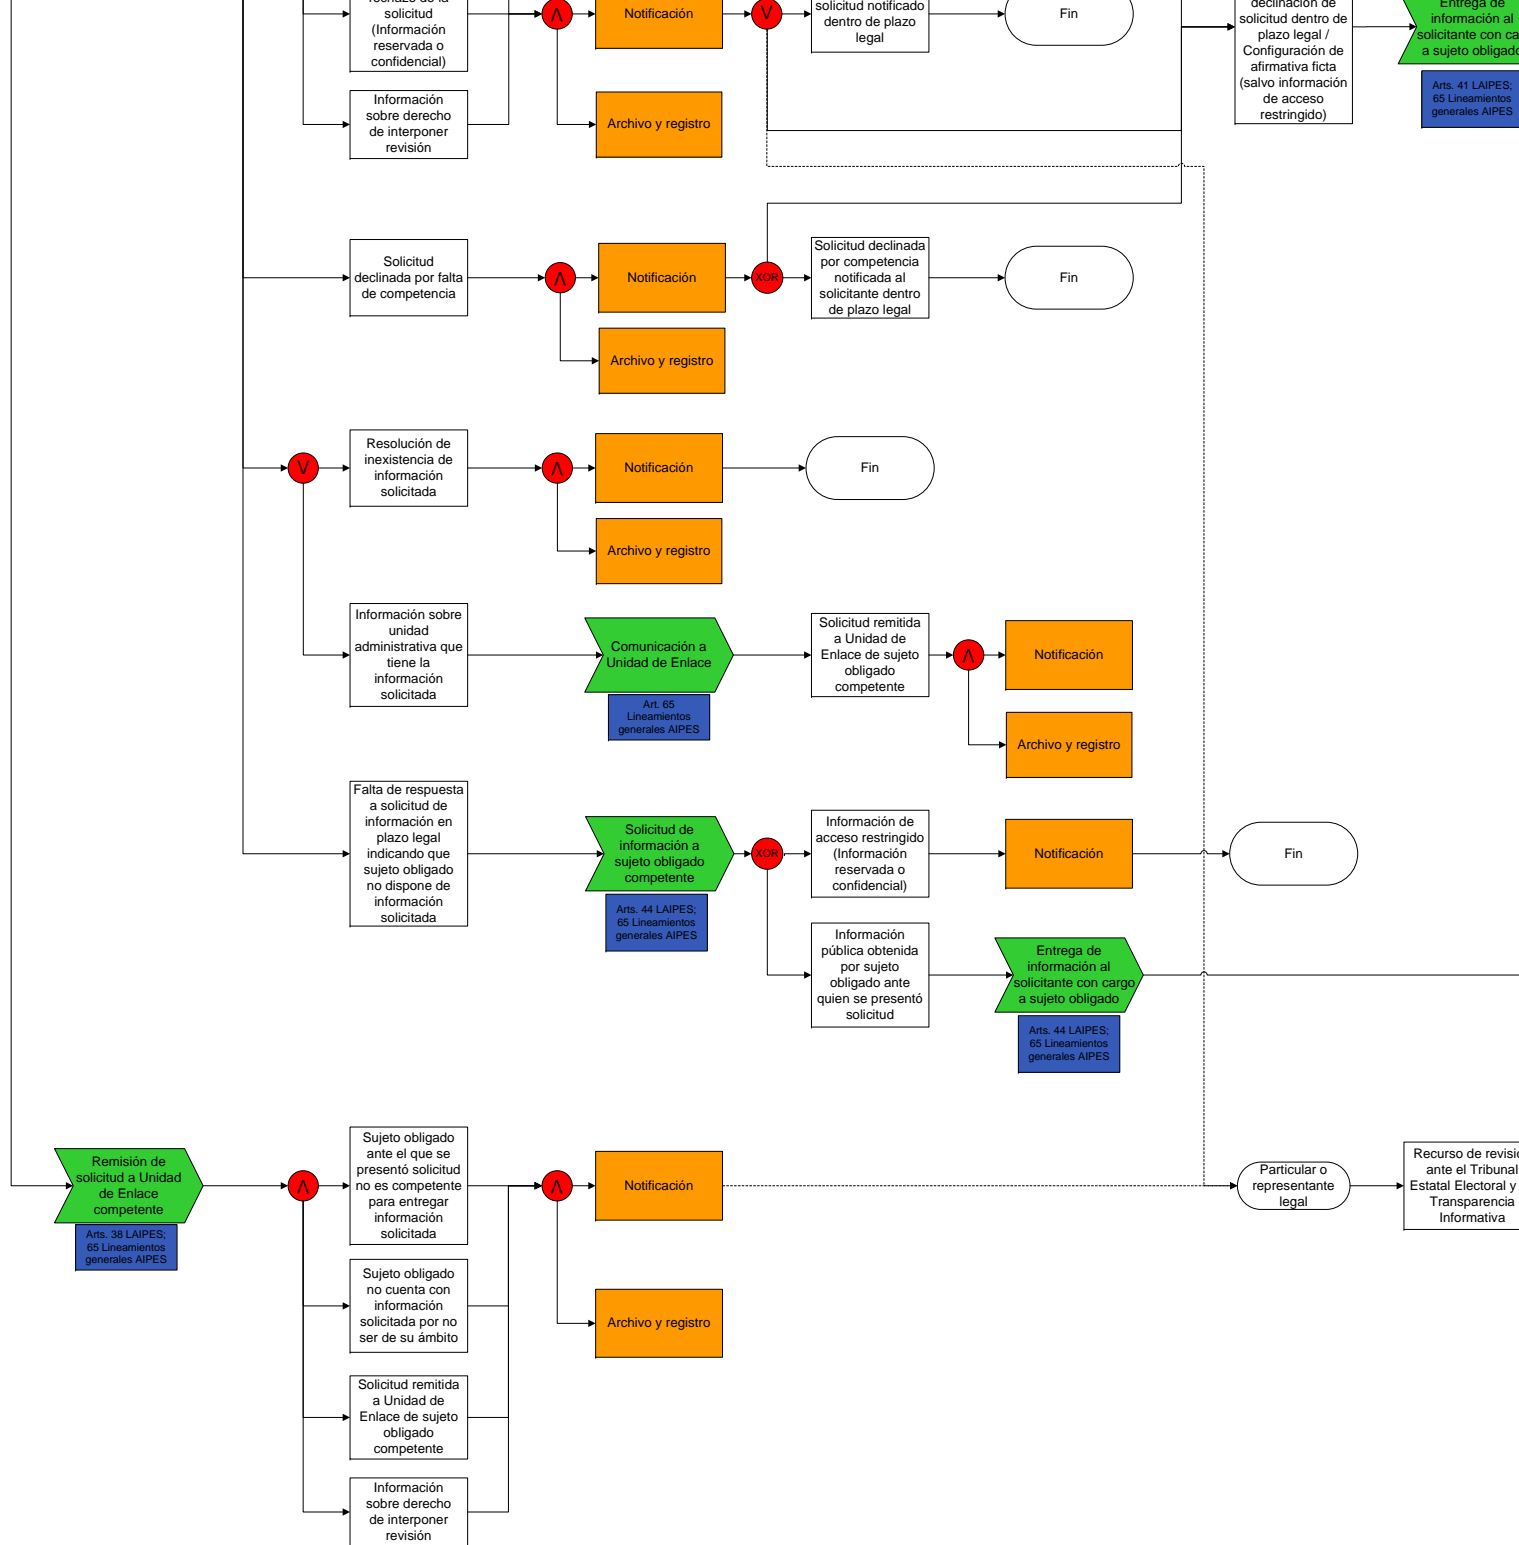 solicitud
(Información
reservada o
confidencial)
Λ
Notificación
V
solicitud notificado
dentro de plazo
legal
Fin
declinación de
solicitud dentro de
plazo legal /
Configuración de
afirmativa ficta
(salvo información
de acceso
restringido)
Entrega de
información al
solicitante con
a sujeto
Arts. 41 LAIPES;
65 Lineamientos
generales AIPES
Información
sobre derecho
de interponer
revisión
Archivo y registro
Solicitud
declinada por falta
de competencia
Λ
Notificación
XOR
Solicitud declinada
por competencia
notificada al
solicitante dentro
de plazo legal
Fin
Archivo y registro
V
Resolución de
inexistencia de
información
solicitada
Λ
Notificación
Fin
Archivo y registro
Información sobre
unidad
administrativa que
tiene la
información
solicitada
Comunicación a
Unidad de Enlace
Art. 65
Lineamientos
generales AIPES
Solicitud remitida
a Unidad de
Enlace de sujeto
obligado
competente
Λ
Notificación
Archivo y registro
Falta de respuesta
a solicitud de
información en
plazo legal
indicando que
sujeto obligado
no dispone de
información
solicitada
Solicitud de
información a
sujeto obligado
competente
Arts. 44 LAIPES;
65 Lineamientos
generales AIPES
XOR
Información de
acceso restringido
(Información
reservada o
confidencial)
Notificación
Fin
Información
pública obtenida
por sujeto
obligado ante
quien se presentó
solicitud
Entrega de
información al
solicitante con cargo
a sujeto obligado
Arts. 44 LAIPES;
65 Lineamientos
generales AIPES
Remisión de
solicitud a Unidad
de Enlace
competente
Arts. 38 LAIPES;
65 Lineamientos
generales AIPES
Λ
Sujeto obligado
ante el que se
presentó solicitud
no es competente
para entregar
información
solicitada
Λ
Notificación
Particular o
representante
legal
Recurso de
ante el Tribunal
Estatal Electoral y
Transparencia
Informativa
Sujeto obligado
no cuenta con
información
solicitada por no
ser de su ámbito
Archivo y registro
Solicitud remitida
a Unidad de
Enlace de sujeto
obligado
competente
Información
sobre derecho
de interponer
revisión